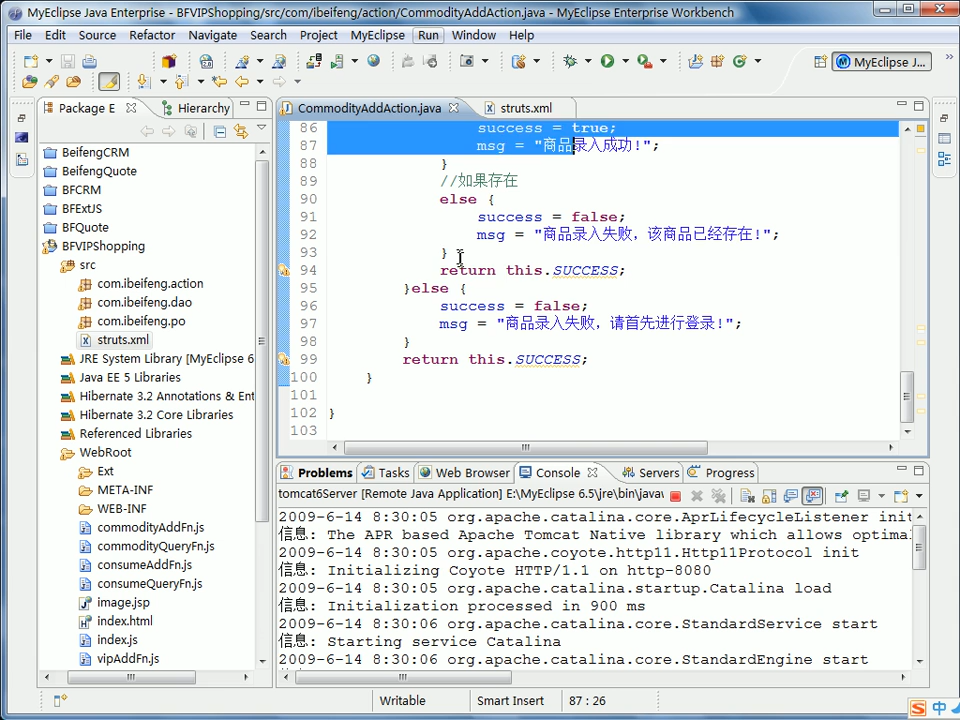 MyEclipse Java Enterprise - BFVIPShopping/src/com/ibeifeng/action/CommodityAddAction.java - MyEclipse Enterprise Workbench
File Edit Source Refactor Navigate Search Project MyEclipse Run Window Help
MyEclipse J...
Package E Hierarchy
BeifengCRM
BeifengQuote
BFCRM
BFExtJS
BFQuote
BFVIPShopping
src
com.ibeifeng.action
com.ibeifeng.dao
com.ibeifeng.po
struts.xml
JRE System Library [MyEclipse 6
Java EE 5 Libraries
Hibernate 3.2 Annotations & Ent
Hibernate 3.2 Core Libraries
Referenced Libraries
WebRoot
Ext
META-INF
WEB-INF
commodityAddFn.js
commodityQueryFn.js
consumeAddFn.js
consumeQueryFn.js
image.jsp
index.html
index.js
vipAddFn.js
CommodityAddAction.java struts.xml
86 success = true;
87 msg = "商品录入成功!";
88 }
89 //如果存在
90 else {
91 success = false;
92 msg = "商品录入失败，该商品已经存在!";
93 }
94 return this.SUCCESS;
95 }else {
96 success = false;
97 msg = "商品录入失败，请首先进行登录!";
98 }
99 return this.SUCCESS;
100 }
101
102 }
103
Problems Tasks Web Browser Console Servers Progress
tomcat6Server [Remote Java Application] E:\MyEclipse 6.5\jre\bin\javav
2009-6-14 8:30:05 org.apache.catalina.core.AprLifecycleListener init
信息: The APR based Apache Tomcat Native library which allows optima
2009-6-14 8:30:05 org.apache.coyote.http11.Http11Protocol init
信息: Initializing Coyote HTTP/1.1 on http-8080
2009-6-14 8:30:05 org.apache.catalina.startup.Catalina load
信息: Initialization processed in 900 ms
2009-6-14 8:30:06 org.apache.catalina.core.StandardService start
信息: Starting service Catalina
2009-6-14 8:30:06 org.apache.catalina.core.StandardEngine start
Writable Smart Insert 87 : 26
中